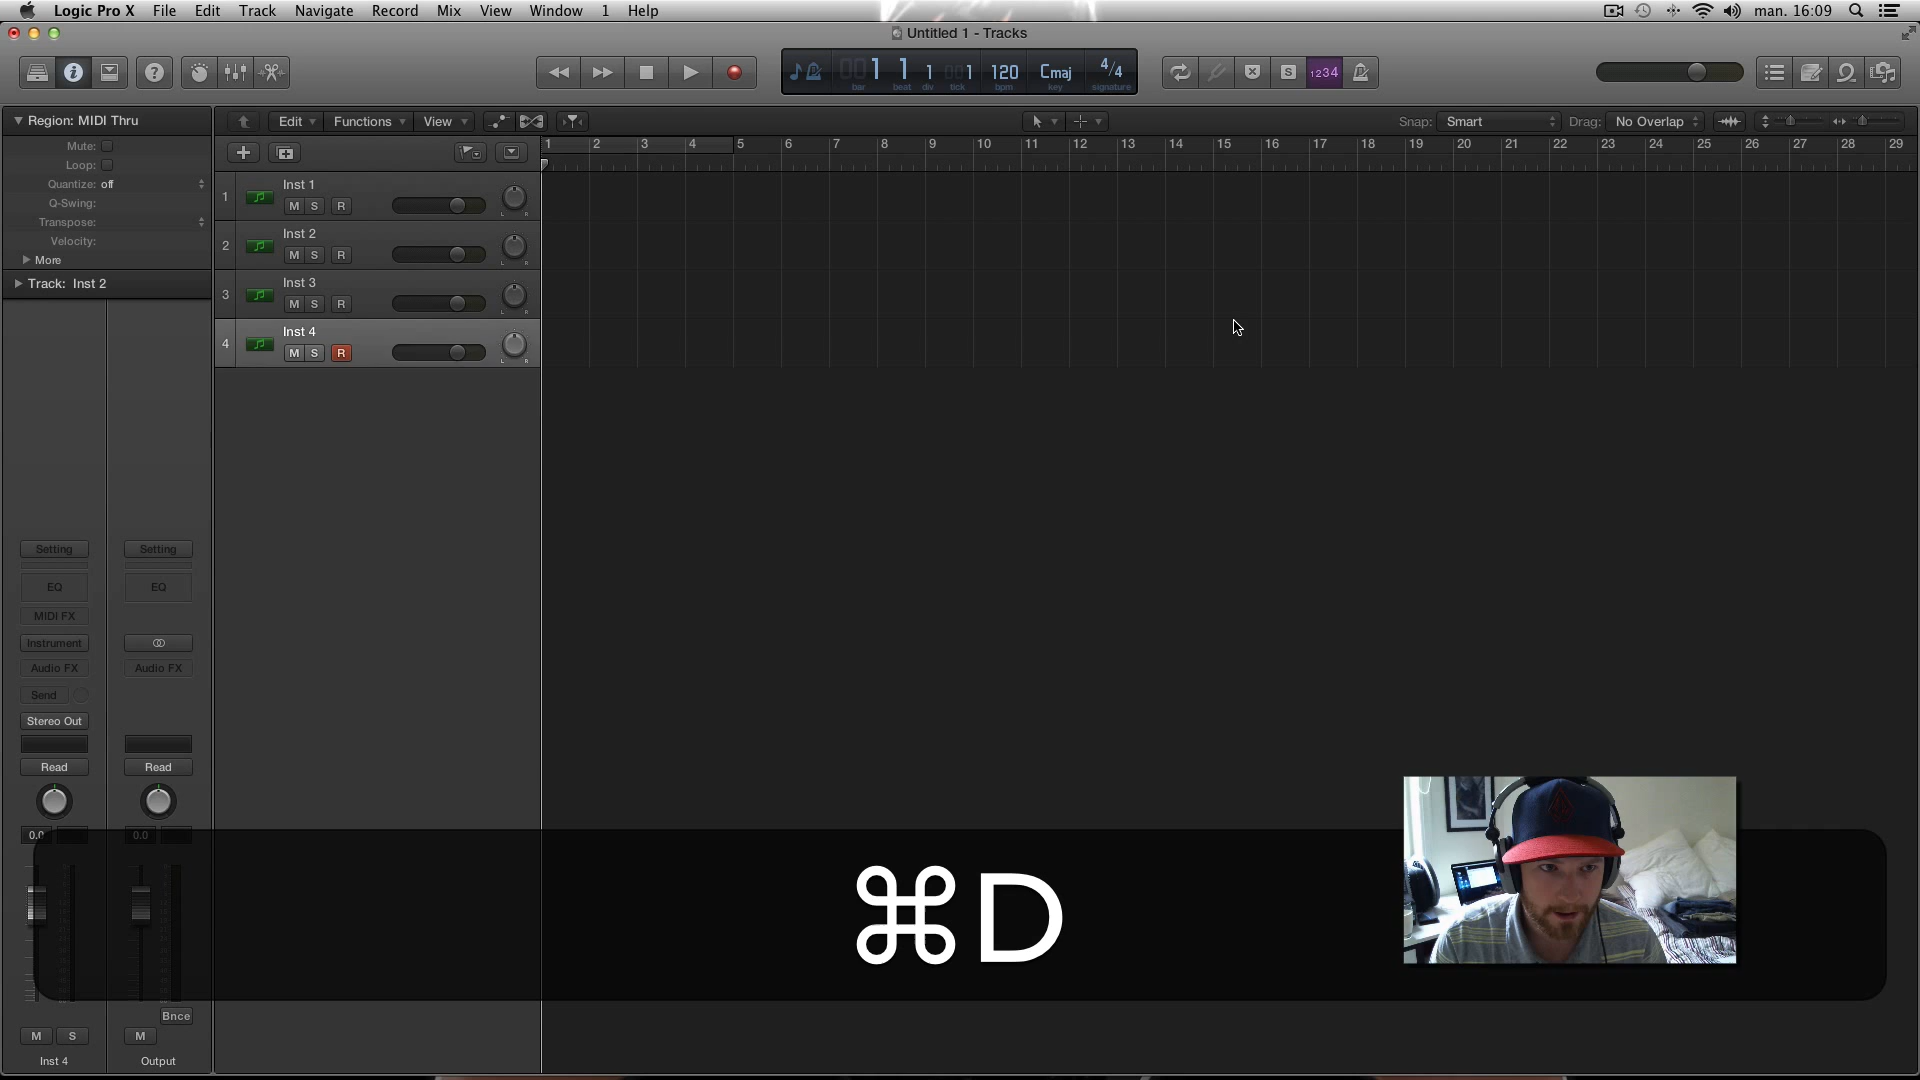 Logic Pro X File Edit Track Navigate Record Mix View Window 1 Help man. 16:09
Untitled 1 - Tracks
001 1 1 001 120 Cmaj 4/4
bar beat div tick bpm key signature
S 1234
Region: MIDI Thru
Edit Functions View Snap: Smart Drag: No Overlap
Mute:
Loop:
Quantize: off
Q-Swing:
Transpose:
Velocity:
More
Track: Inst 2
1 2 3 4 5 6 7 8 9 10 11 12 13 14 15 16 17 18 19 20 21 22 23 24 25 26 27 28 29
1 Inst 1
M S R L R
2 Inst 2
M S R L R
3 Inst 3
M S R L R
4 Inst 4
M S R L R
Setting Setting
EQ EQ
MIDI FX
Instrument
Audio FX Audio FX
Send
Stereo Out
Read Read
0.0 0.0
⌘D
Bnce
M S M
Inst 4 Output